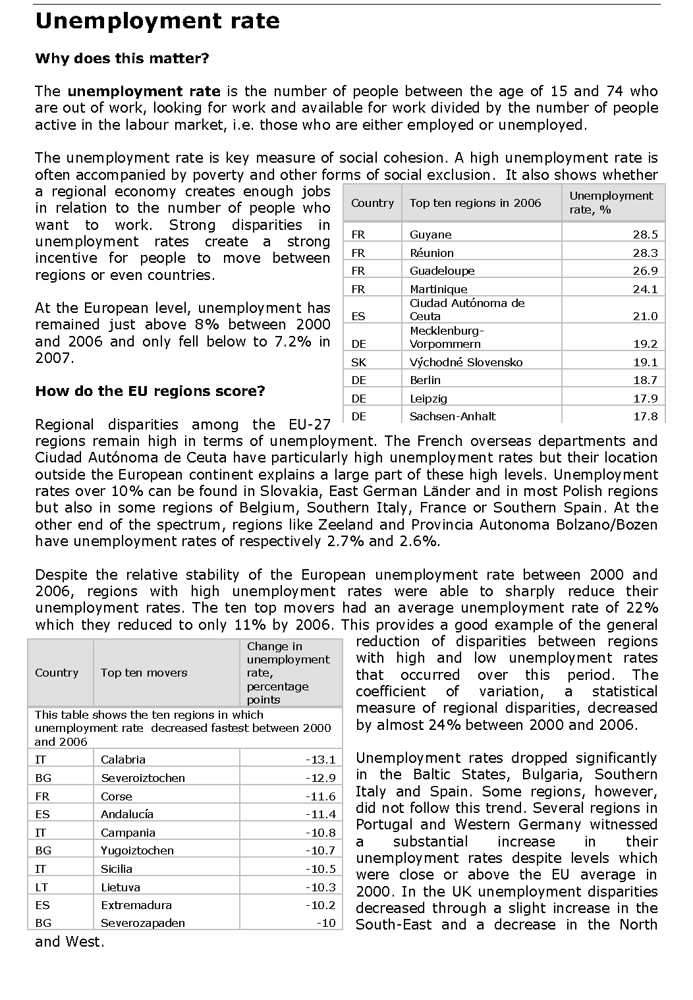 Unemployment rate
Why does this matter?
The unemployment rate is the number of people between the age of 15 and 74 who
are out of work, looking for work and available for work divided by the number of people
active in the labour market, i.e. those who are either employed or unemployed.
The unemployment rate is key measure of social cohesion. A high unemployment rate is
often accompanied by poverty and other forms of social exclusion. It also shows whether
a regional economy creates enough jobs
in relation to the number of people who
want to work. Strong disparities in
unemployment rates create a strong
incentive for people to move between
regions or even countries.
At the European level, unemployment has
remained just above 8% between 2000
and 2006 and only fell below to 7.2% in
2007.
Country Top ten regions in 2006 Unemployment
rate, %
FR Guyane 28.5
FR Réunion 28.3
FR Guadeloupe 26.9
FR Martinique 24.1
Ciudad Autónoma de
ES Ceuta 21.0
Mecklenburg-
DE Vorpommern 19.2
SK Východné Slovensko 19.1
DE Berlin 18.7
DE Leipzig 17.9
DE Sachsen-Anhalt 17.8
How do the EU regions score?
Regional disparities among the EU-27
regions remain high in terms of unemployment. The French overseas departments and
Ciudad Autónoma de Ceuta have particularly high unemployment rates but their location
outside the European continent explains a large part of these high levels. Unemployment
rates over 10% can be found in Slovakia, East German Länder and in most Polish regions
but also in some regions of Belgium, Southern Italy, France or Southern Spain. At the
other end of the spectrum, regions like Zeeland and Provincia Autonoma Bolzano/Bozen
have unemployment rates of respectively 2.7% and 2.6%.
Despite the relative stability of the European unemployment rate between 2000 and
2006, regions with high unemployment rates were able to sharply reduce their
unemployment rates. The ten top movers had an average unemployment rate of 22%
which they reduced to only 11% by 2006. This provides a good example of the general
reduction of disparities between regions
with high and low unemployment rates
that occurred over this period. The
coefficient of variation, a statistical
measure of regional disparities, decreased
by almost 24% between 2000 and 2006.
Country Top ten movers Change in
unemployment
rate,
percentage
points
This table shows the ten regions in which
unemployment rate decreased fastest between 2000
and 2006
IT Calabria -13.1
BG Severoiztochen -12.9
FR Corse -11.6
ES Andalucía -11.4
IT Campania -10.8
BG Yugoiztochen -10.7
IT Sicilia -10.5
LT Lietuva -10.3
ES Extremadura -10.2
BG Severozapaden -10
Unemployment rates dropped significantly
in the Baltic States, Bulgaria, Southern
Italy and Spain. Some regions, however,
did not follow this trend. Several regions in
Portugal and Western Germany witnessed
a substantial increase in their
unemployment rates despite levels which
were close or above the EU average in
2000. In the UK unemployment disparities
decreased through a slight increase in the
South-East and a decrease in the North
and West.